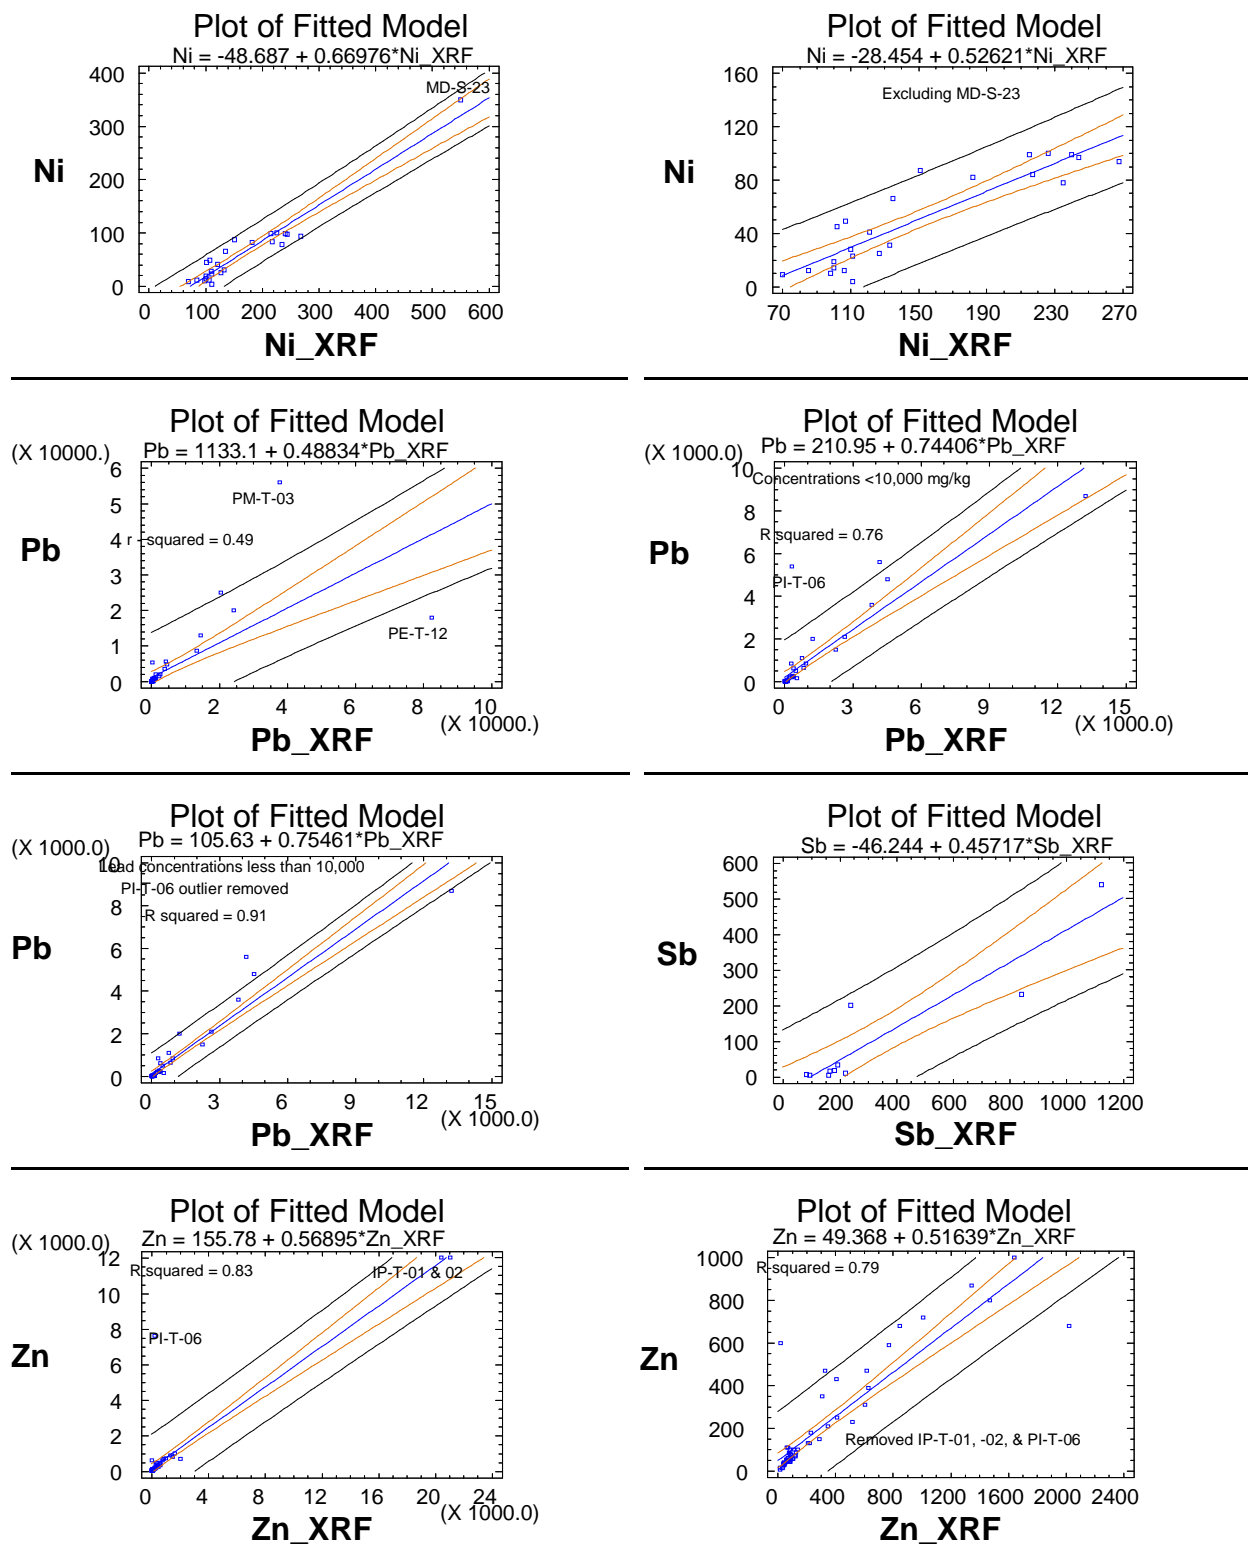 Plot of Fitted Model
Ni = -48.687 + 0.66976*Ni_XRF
MD-S-23
Ni
400
300
200
100
0
0 100 200 300 400 500 600
Ni_XRF
Plot of Fitted Model
Ni = -28.454 + 0.52621*Ni_XRF
Excluding MD-S-23
Ni
160
120
80
40
0
70 110 150 190 230 270
Ni_XRF
Plot of Fitted Model
(X 10000.)
Pb = 1133.1 + 0.48834*Pb_XRF
PM-T-03
r - squared = 0.49
PE-T-12
Pb
6
5
4
3
2
1
0
0 2 4 6 8 10
(X 10000.)
Pb_XRF
Plot of Fitted Model
(X 1000.0)
Pb = 210.95 + 0.74406*Pb_XRF
Concentrations <10,000 mg/kg
R squared = 0.76
PI-T-06
Pb
10
8
6
4
2
0
0 3 6 9 12 15
(X 1000.0)
Pb_XRF
Plot of Fitted Model
(X 1000.0)
Pb = 105.63 + 0.75461*Pb_XRF
Lead concentrations less than 10,000
PI-T-06 outlier removed
R squared = 0.91
Pb
10
8
6
4
2
0
0 3 6 9 12 15
(X 1000.0)
Pb_XRF
Plot of Fitted Model
Sb = -46.244 + 0.45717*Sb_XRF
Sb
600
500
400
300
200
100
0
0 200 400 600 800 1000 1200
Sb_XRF
Plot of Fitted Model
(X 1000.0)
Zn = 155.78 + 0.56895*Zn_XRF
R squared = 0.83
IP-T-01 & 02
PI-T-06
Zn
12
10
8
6
4
2
0
0 4 8 12 16 20 24
(X 1000.0)
Zn_XRF
Plot of Fitted Model
Zn = 49.368 + 0.51639*Zn_XRF
R-squared = 0.79
Removed IP-T-01, -02, & PI-T-06
Zn
1000
800
600
400
200
0
0 400 800 1200 1600 2000 2400
Zn_XRF